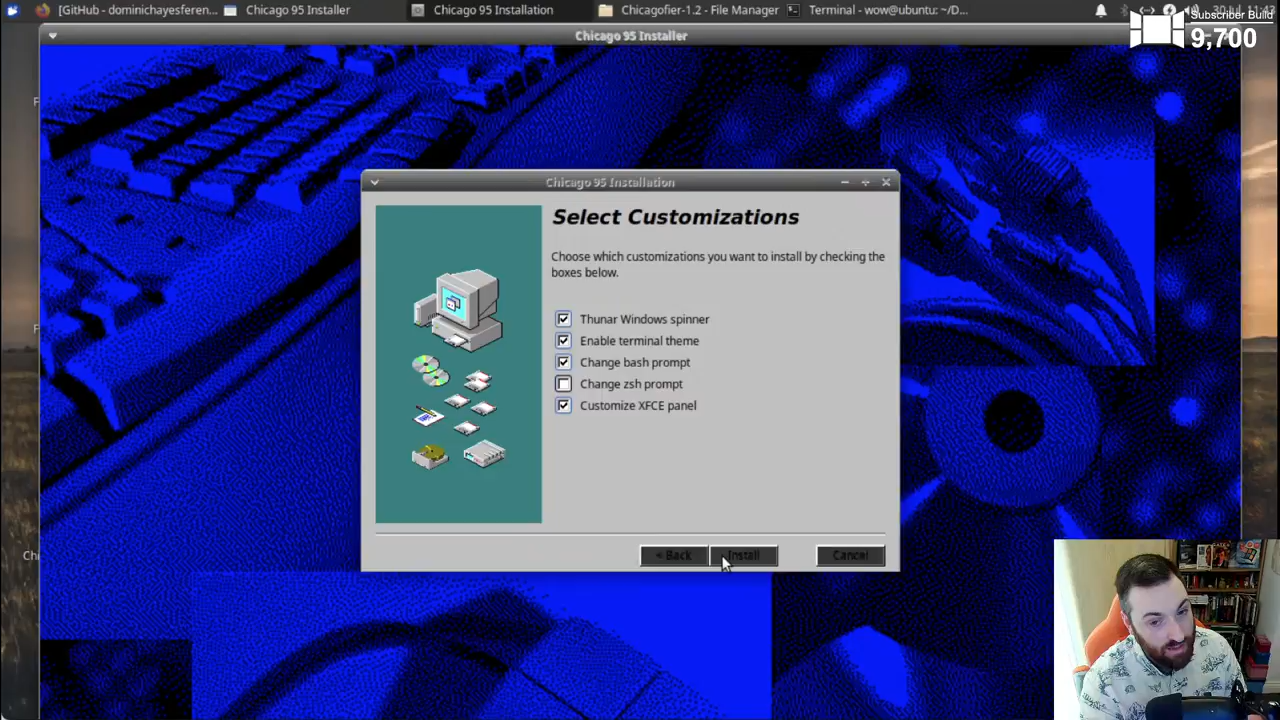 [GitHub - dominichayesferen...
Chicago 95 Installer
Chicago 95 Installation
Chicagofier-1.2 - File Manager
Terminal - wow@ubuntu: ~/D...
Subscriber Build
9,700
Chicago 95 Installer
Chicago 95 Installation
Select Customizations
Choose which customizations you want to install by checking the
boxes below.
Thunar Windows spinner
Enable terminal theme
Change bash prompt
Change zsh prompt
Customize XFCE panel
< Back
Install
Cancel